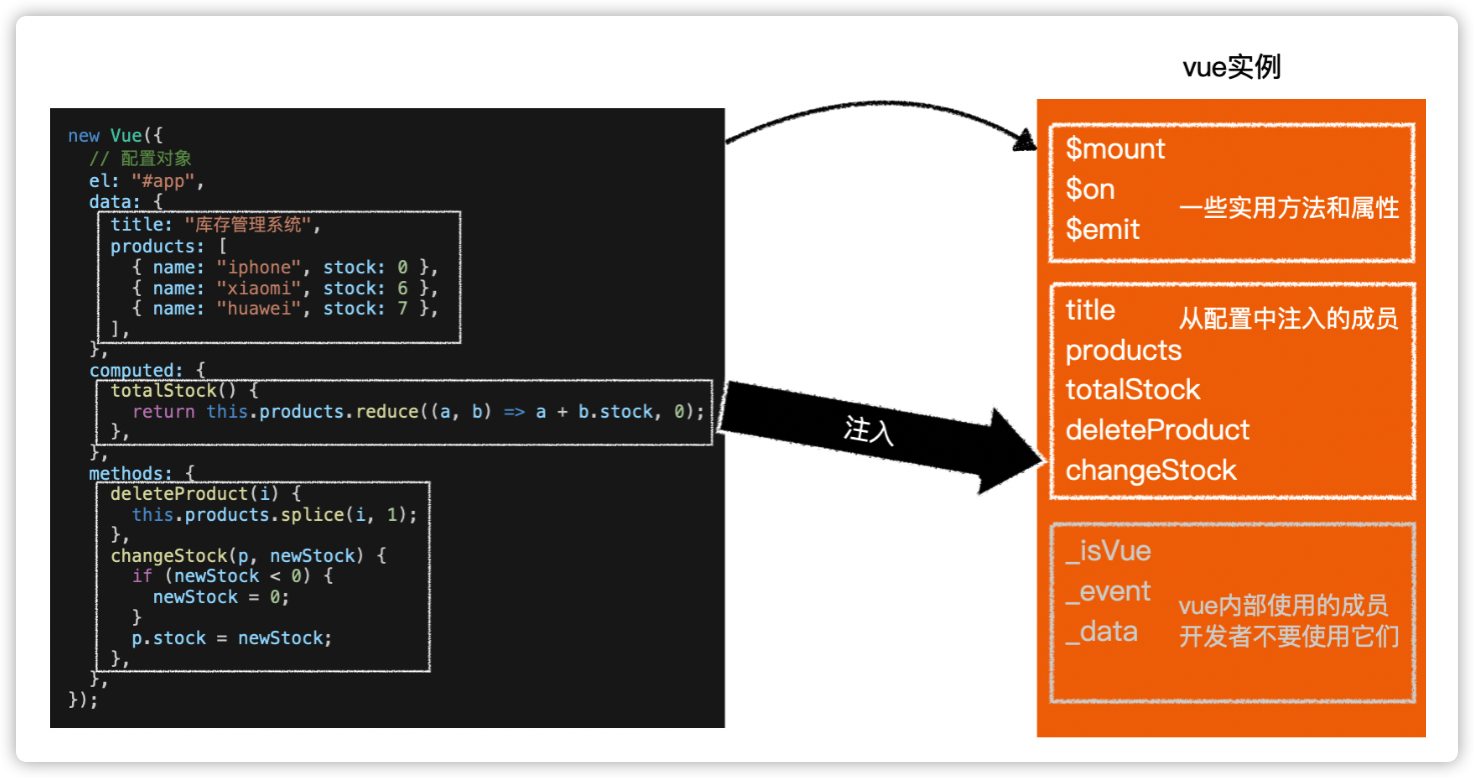 vue实例
new Vue({
  // 配置对象
  el: "#app",
  data: {
    title: "库存管理系统",
    products: [
      { name: "iphone", stock: 0 },
      { name: "xiaomi", stock: 6 },
      { name: "huawei", stock: 7 },
    ],
  },
  computed: {
    totalStock() {
      return this.products.reduce((a, b) => a + b.stock, 0);
    },
  },
  methods: {
    deleteProduct(i) {
      this.products.splice(i, 1);
    },
    changeStock(p, newStock) {
      if (newStock < 0) {
        newStock = 0;
      }
      p.stock = newStock;
    },
  },
});
注入
$mount
$on
$emit
一些实用方法和属性
title
products
totalStock
deleteProduct
changeStock
从配置中注入的成员
_isVue
_event
_data
vue内部使用的成员
开发者不要使用它们